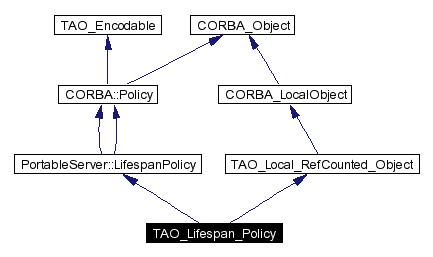 TAO_Encodable
CORBA_Object
CORBA::Policy
CORBA_LocalObject
PortableServer::LifespanPolicy
TAO_Local_RefCounted_Object
TAO_Lifespan_Policy